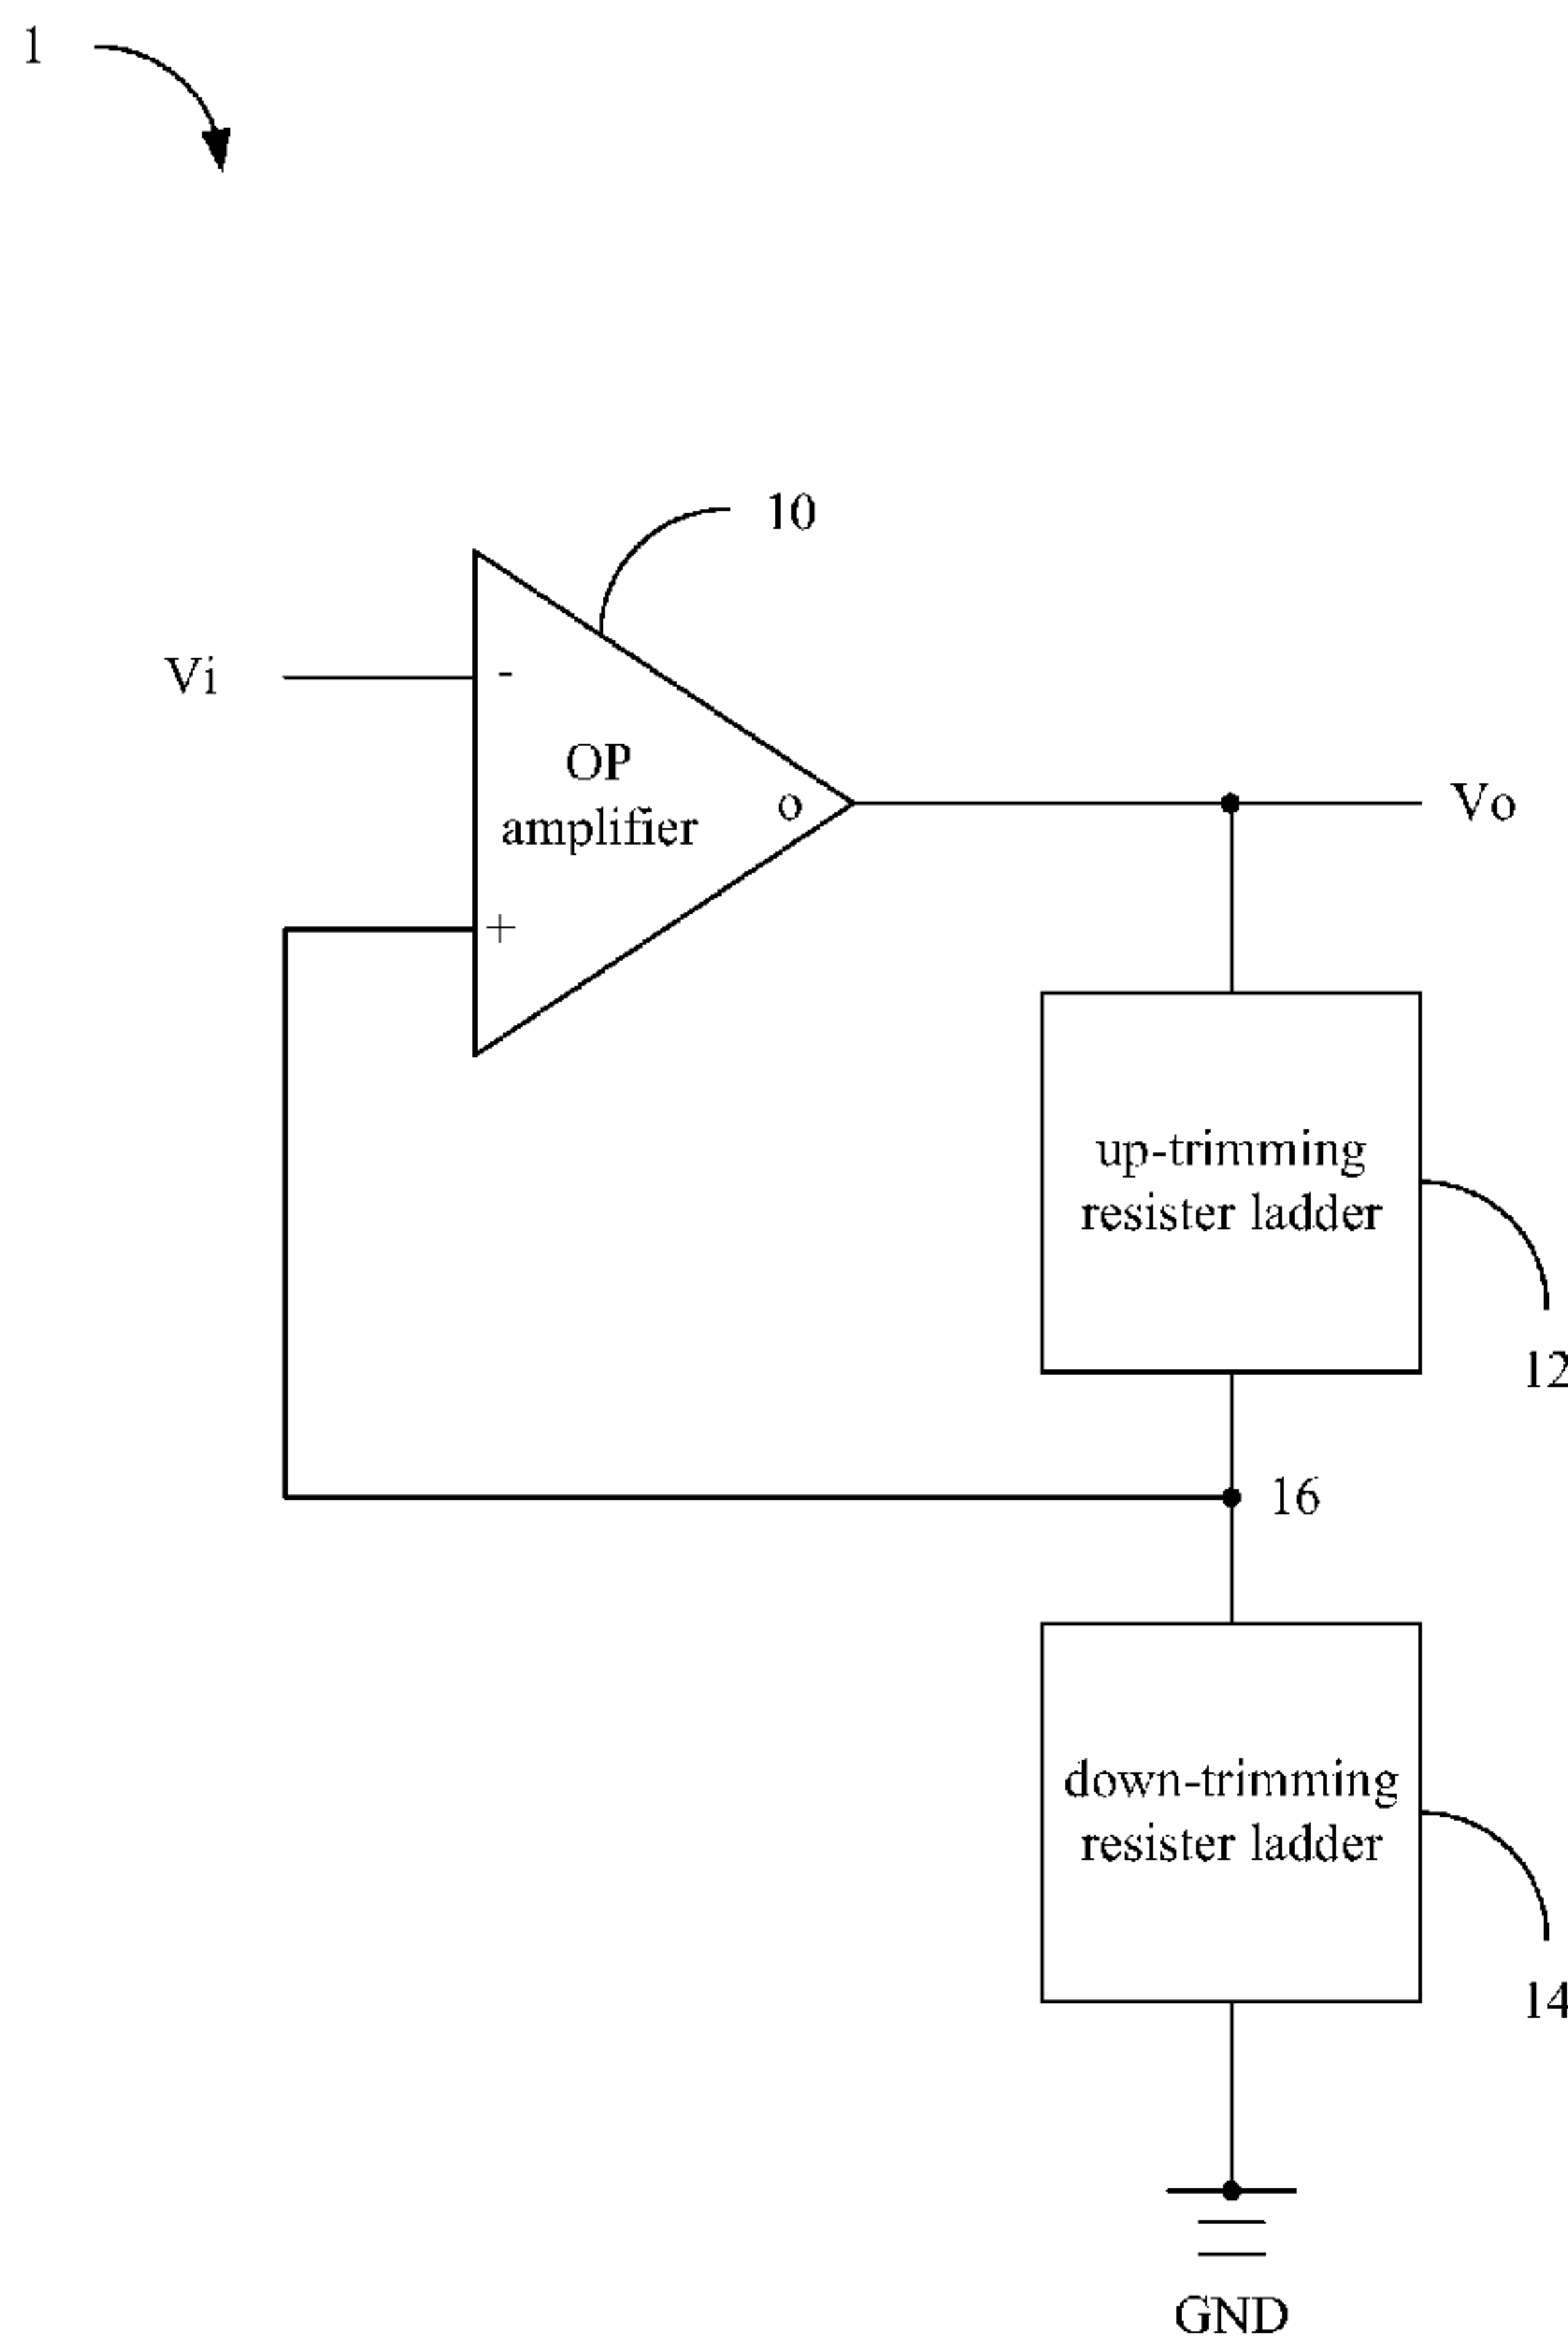 1
10
Vi
-
OP
amplifier
o
Vo
+
up-trimming
resister ladder
12
16
down-trimming
resister ladder
14
GND